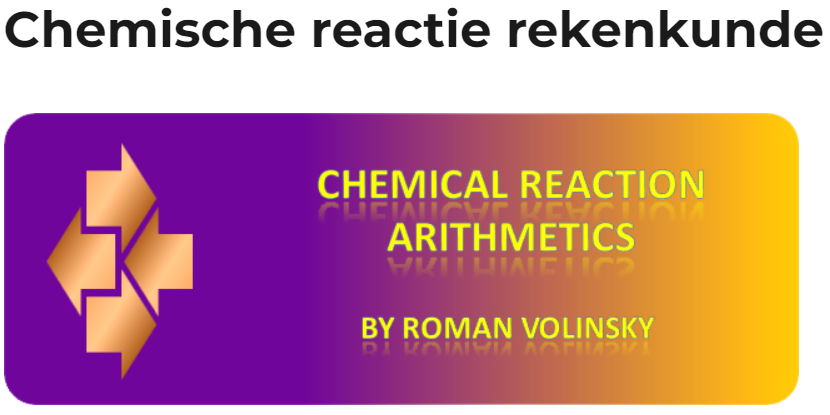 Chemische reactie rekenkunde
CHEMICAL REACTION
ARITHMETICS
BY ROMAN VOLINSKY